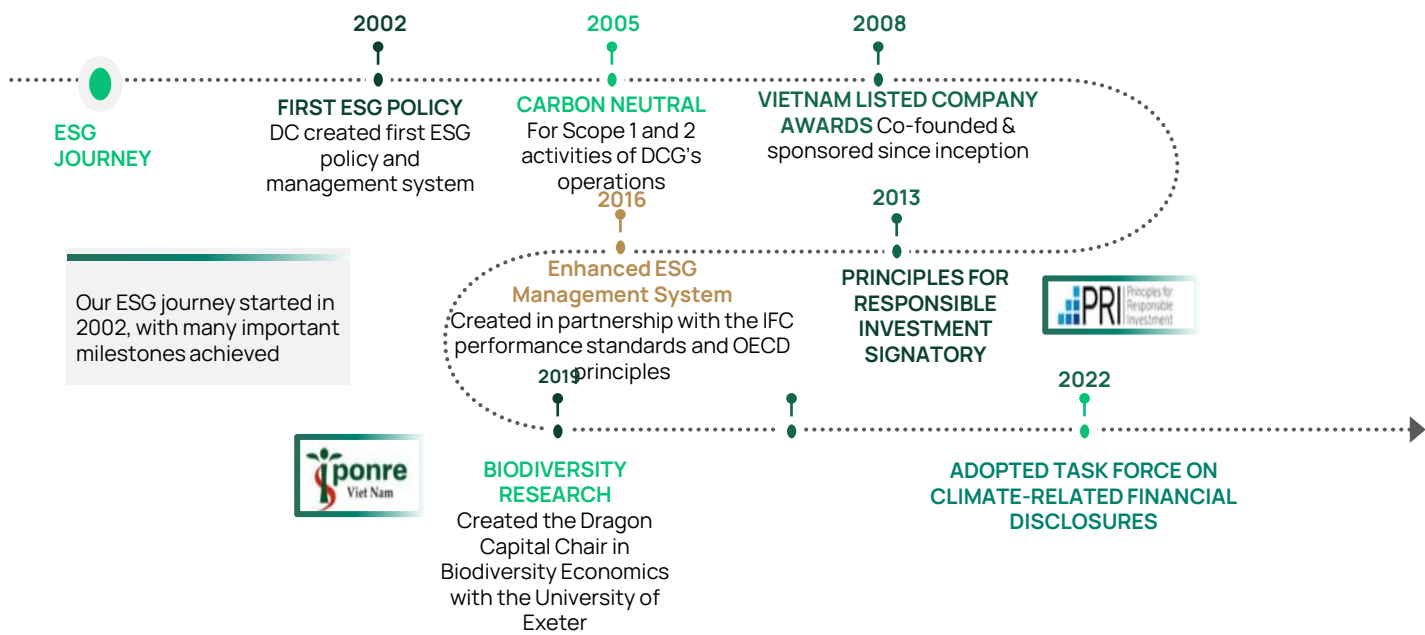 2002
2005
2008
ESG
JOURNEY
FIRST ESG POLICY
DC created first ESG
policy and
management system
CARBON NEUTRAL
For Scope 1 and 2
activities of DCG's
operations
VIETNAM LISTED COMPANY
AWARDS Co-founded &
sponsored since inception
2016
2013
Our ESG journey started in
2002, with many important
milestones achieved
Enhanced ESG
Management System
Created in partnership with the IFC
performance standards and OECD
principles
PRINCIPLES FOR
RESPONSIBLE
INVESTMENT
SIGNATORY
PRI
Principles for
Responsible
Investment
2019
2022
iponre
Viet Nam
BIODIVERSITY
RESEARCH
Created the Dragon
Capital Chair in
Biodiversity Economics
with the University of
Exeter
ADOPTED TASK FORCE ON
CLIMATE-RELATED FINANCIAL
DISCLOSURES